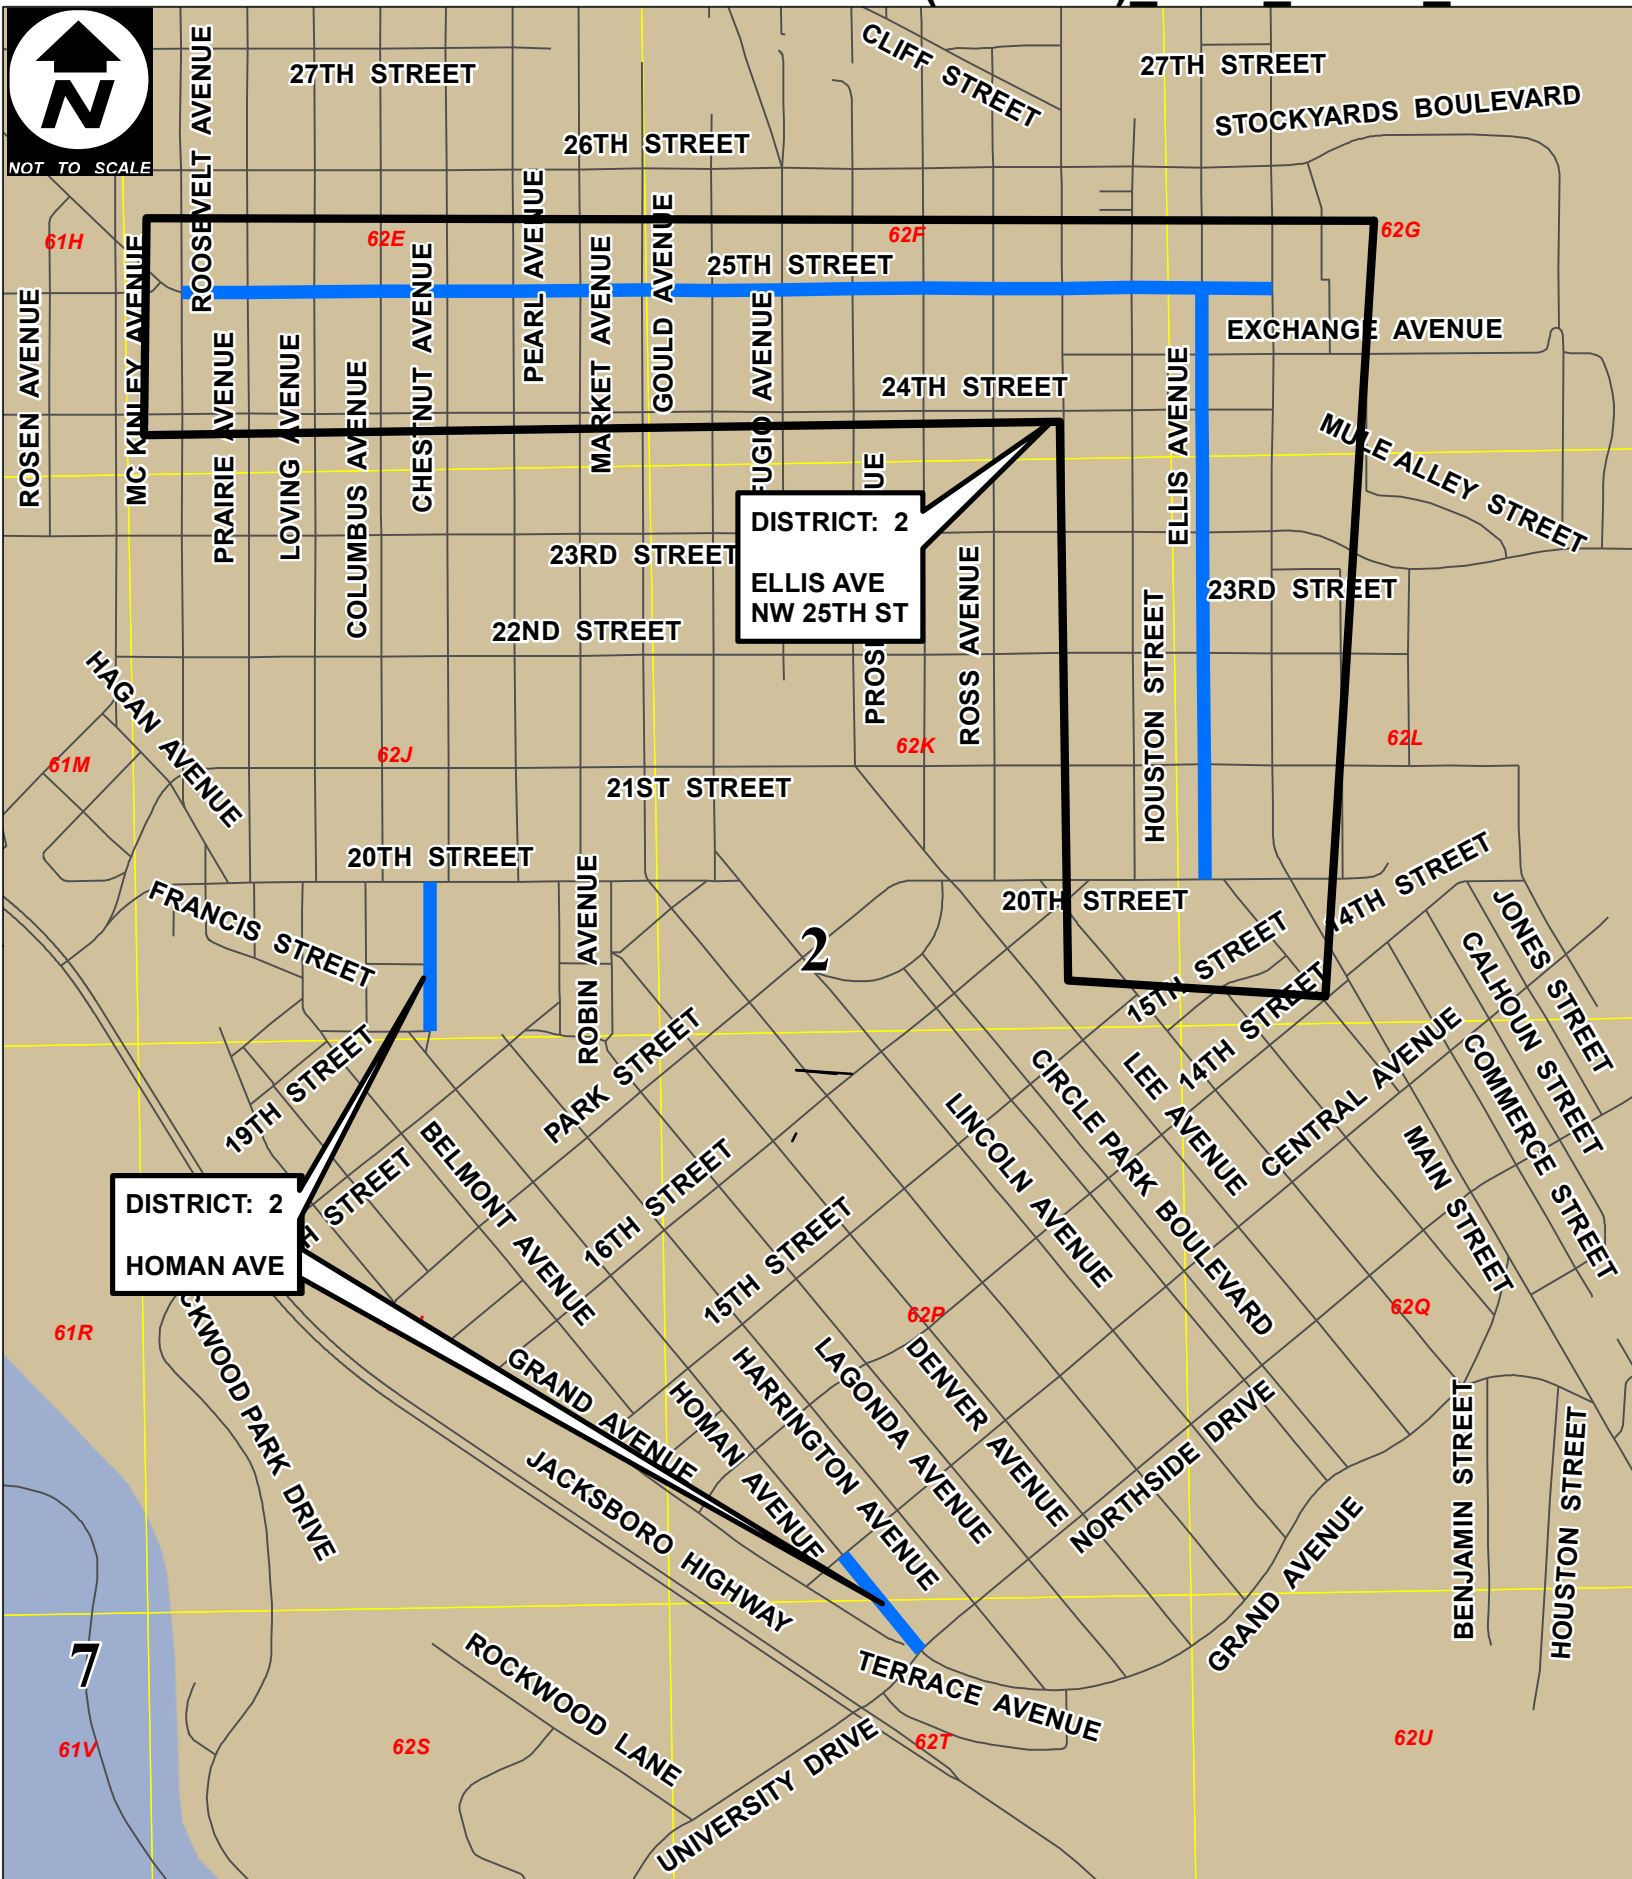 N
NOT TO SCALE
27TH STREET
CLIFF STREET
27TH STREET
STOCKYARDS BOULEVARD
ROOSEVELT AVENUE
26TH STREET
61H
62E
62F
62G
ROSEN AVENUE
MC KINLEY AVENUE
PRAIRIE AVENUE
LOVING AVENUE
COLUMBUS AVENUE
CHESTNUT AVENUE
PEARL AVENUE
MARKET AVENUE
GOULD AVENUE
25TH STREET
EXCHANGE AVENUE
24TH STREET
ELLIS AVENUE
MULE ALLEY STREET
DISTRICT: 2
ELLIS AVE
NW 25TH ST
23RD STREET
23RD STREET
22ND STREET
ROSS AVENUE
HOUSTON STREET
HAGAN AVENUE
61M
62J
62K
62L
21ST STREET
20TH STREET
FRANCIS STREET
ROBIN AVENUE
20TH STREET
2
15TH STREET
14TH STREET
14TH STREET
JONES STREET
CALHOUN STREET
COMMERCE STREET
CENTRAL AVENUE
MAIN STREET
LEE AVENUE
CIRCLE PARK BOULEVARD
LINCOLN AVENUE
19TH STREET
PARK STREET
BELMONT AVENUE
16TH STREET
15TH STREET
STREET
DISTRICT: 2
HOMAN AVE
61R
62P
62Q
PARK DRIVE
GRAND AVENUE
HOMAN AVENUE
HARRINGTON AVENUE
LAGONDA AVENUE
DENVER AVENUE
NORTHSIDE DRIVE
GRAND AVENUE
BENJAMIN STREET
HOUSTON STREET
JACKSBORO HIGHWAY
7
ROCKWOOD LANE
TERRACE AVENUE
UNIVERSITY DRIVE
61V
62S
62T
62U